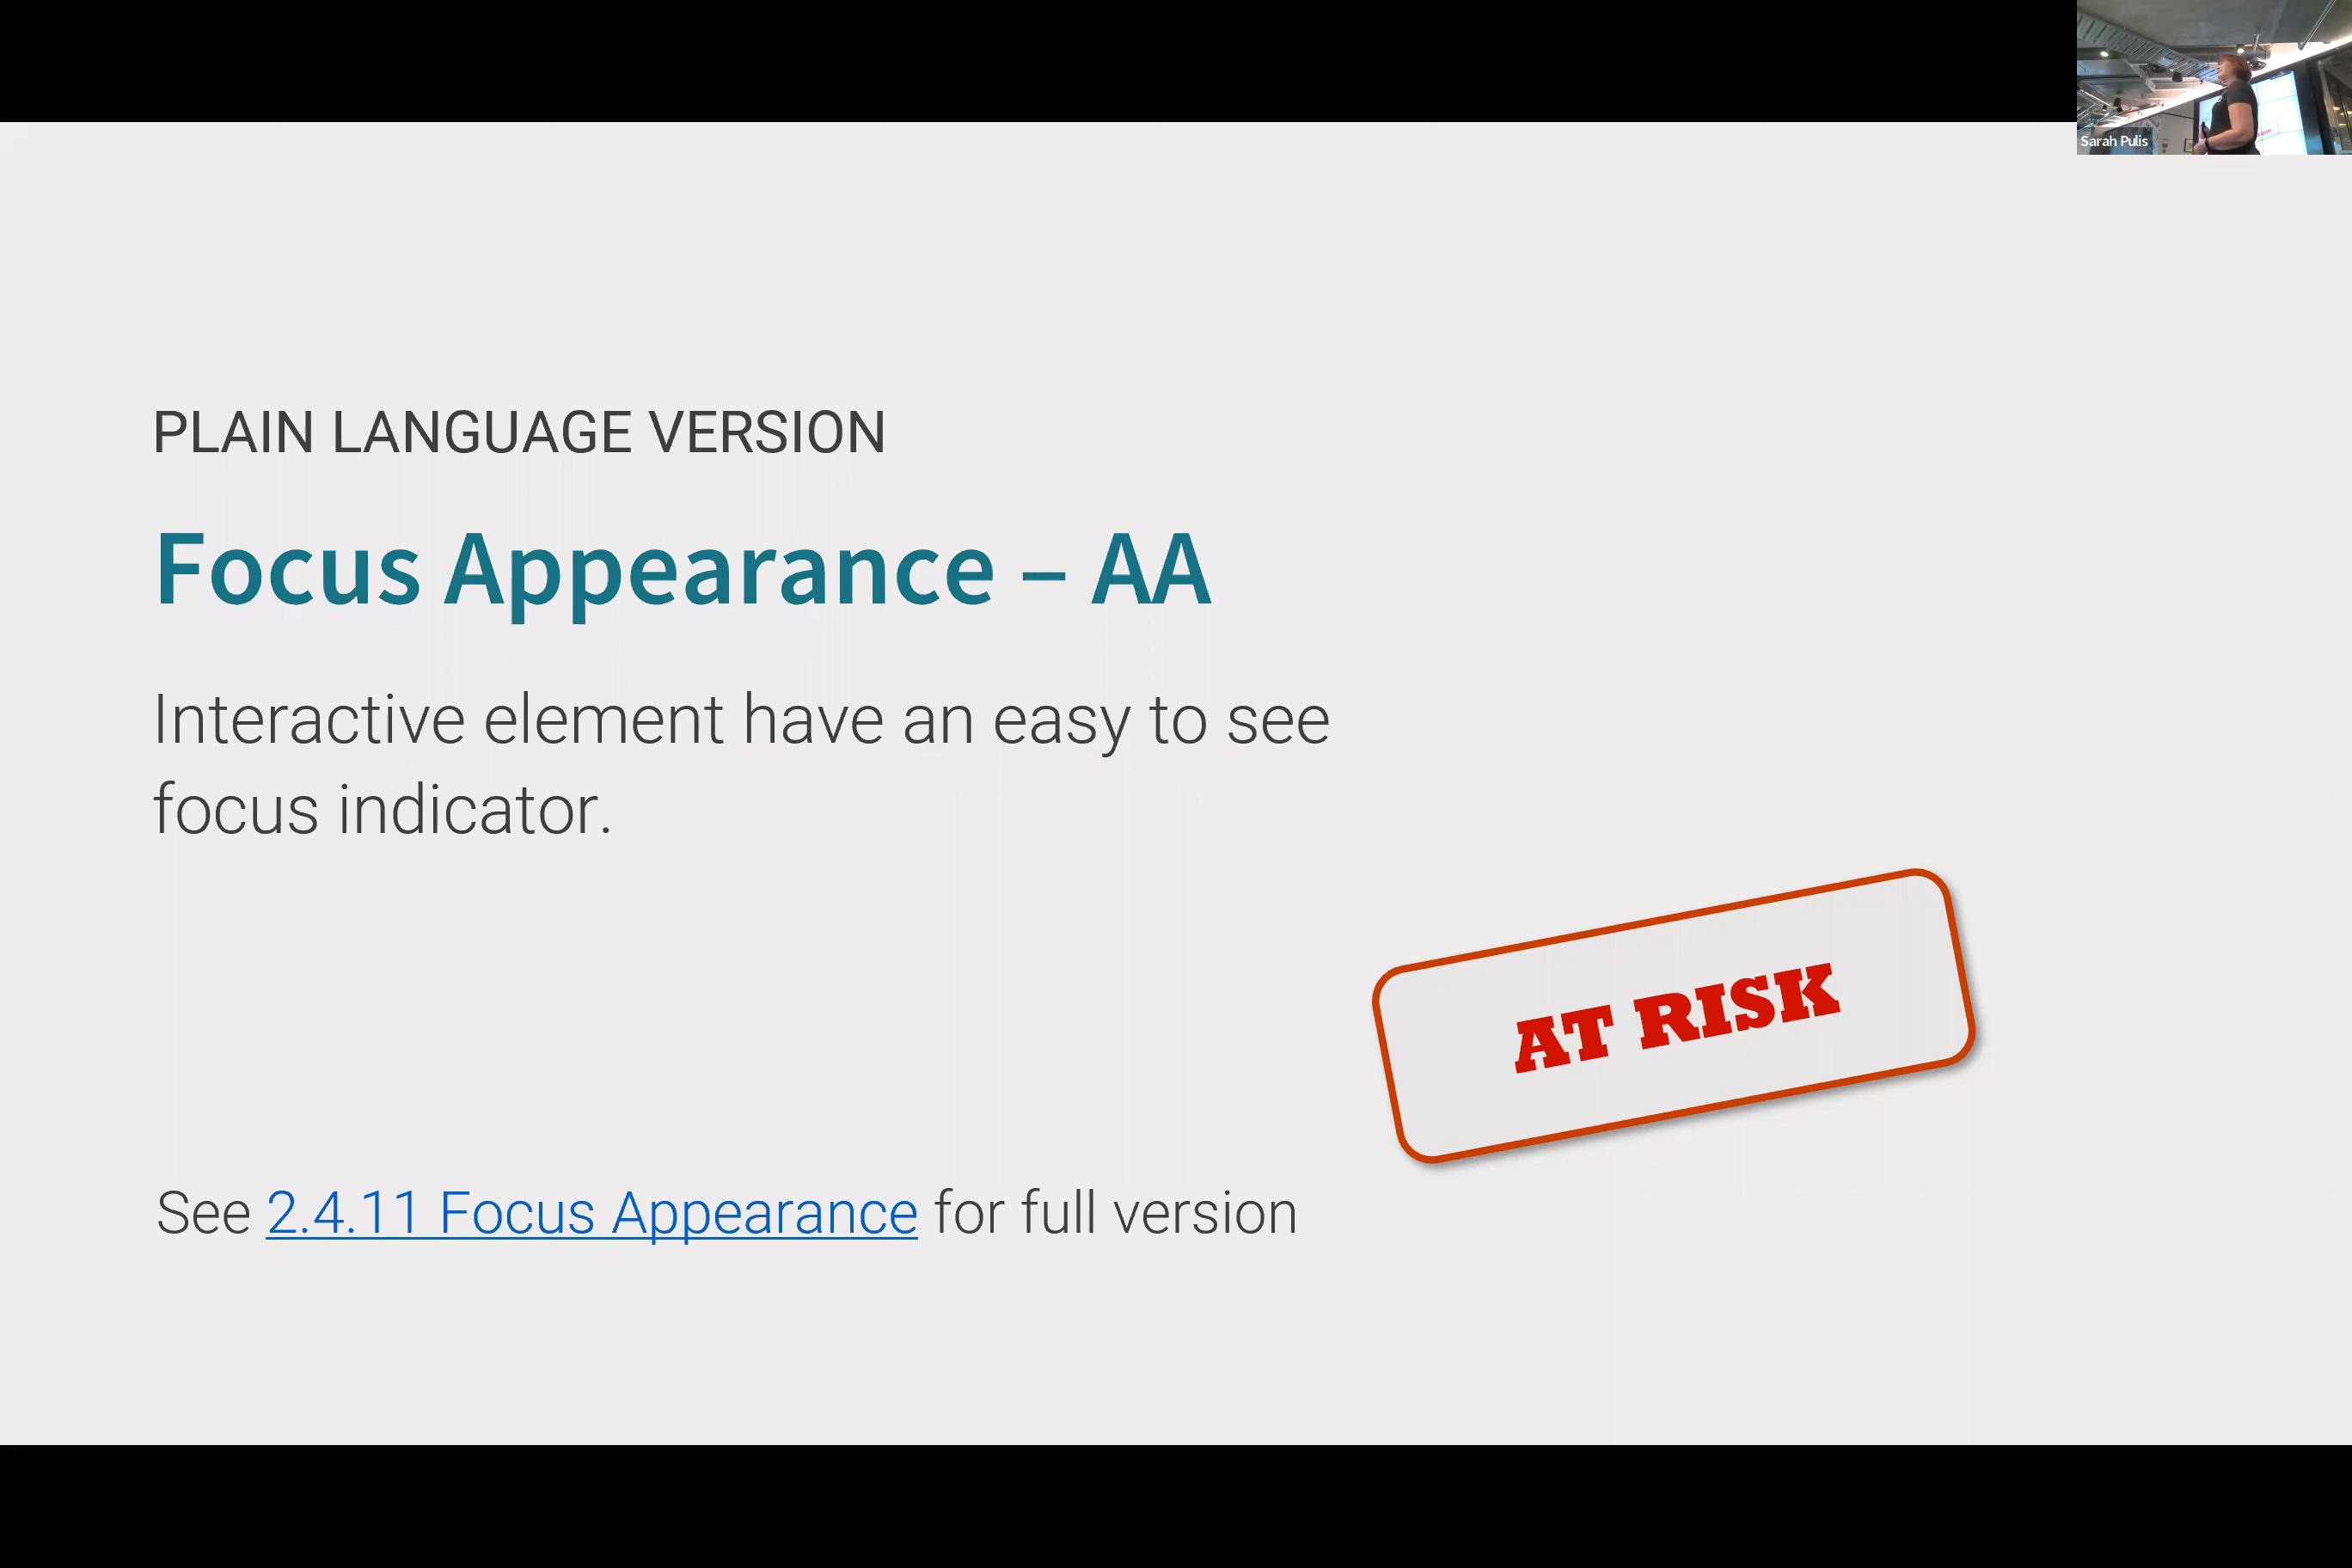 Sarah Pulis
PLAIN LANGUAGE VERSION
Focus Appearance – AA
Interactive element have an easy to see
focus indicator.
AT RISK
See 2.4.11 Focus Appearance for full version